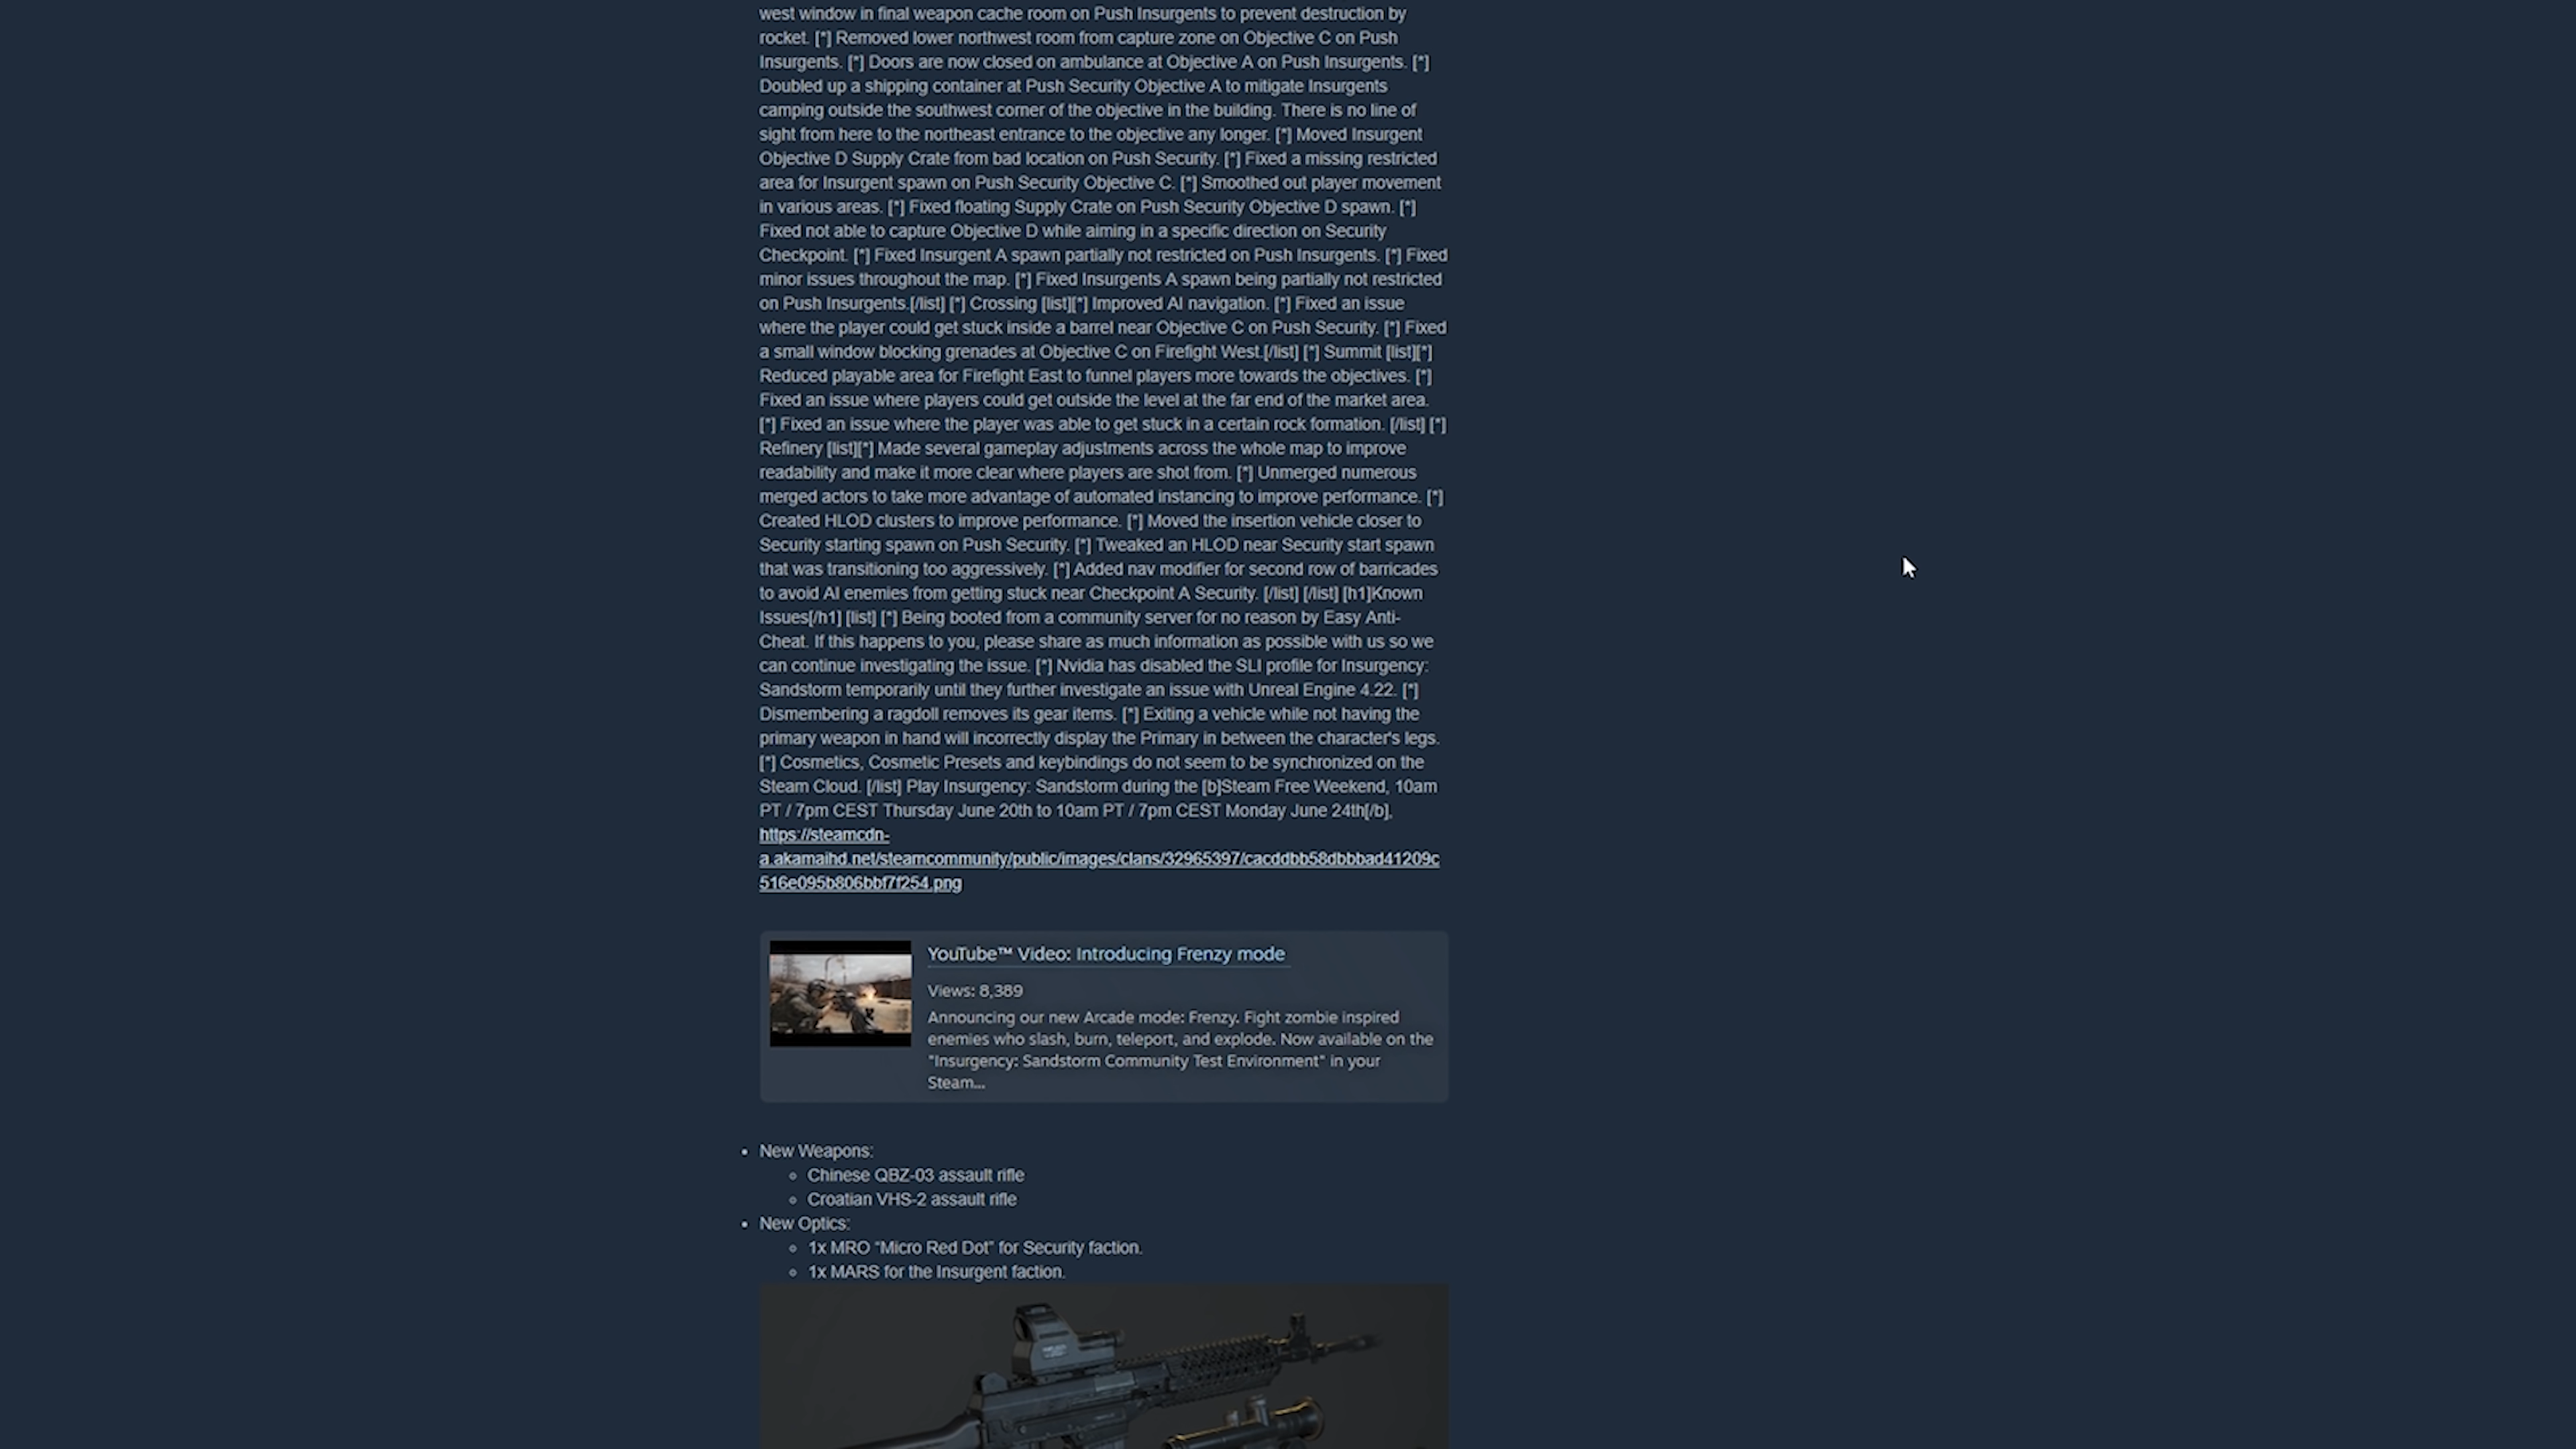 west window in final weapon cache room on Push Insurgents to prevent destruction by
rocket. [*] Removed lower northwest room from capture zone on Objective C on Push
Insurgents. [*] Doors are now closed on ambulance at Objective A on Push Insurgents. [*]
Doubled up a shipping container at Push Security Objective A to mitigate Insurgents
camping outside the southwest corner of the objective in the building. There is no line of
sight from here to the northeast entrance to the objective any longer. [*] Moved Insurgent
Objective D Supply Crate from bad location on Push Security. [*] Fixed a missing restricted
area for Insurgent spawn on Push Security Objective C. [*] Smoothed out player movement
in various areas. [*] Fixed floating Supply Crate on Push Security Objective D spawn. [*]
Fixed not able to capture Objective D while aiming in a specific direction on Security
Checkpoint. [*] Fixed Insurgent A spawn partially not restricted on Push Insurgents. [*] Fixed
minor issues throughout the map. [*] Fixed Insurgents A spawn being partially not restricted
on Push Insurgents.[/list] [*] Crossing [list][*] Improved AI navigation. [*] Fixed an issue
where the player could get stuck inside a barrel near Objective C on Push Security. [*] Fixed
a small window blocking grenades at Objective C on Firefight West.[/list] [*] Summit [list][*]
Reduced playable area for Firefight East to funnel players more towards the objectives. [*]
Fixed an issue where players could get outside the level at the far end of the market area.
[*] Fixed an issue where the player was able to get stuck in a certain rock formation. [/list] [*]
Refinery [list][*] Made several gameplay adjustments across the whole map to improve
readability and make it more clear where players are shot from. [*] Unmerged numerous
merged actors to take more advantage of automated instancing to improve performance. [*]
Created HLOD clusters to improve performance. [*] Moved the insertion vehicle closer to
Security starting spawn on Push Security. [*] Tweaked an HLOD near Security start spawn
that was transitioning too aggressively. [*] Added nav modifier for second row of barricades
to avoid AI enemies from getting stuck near Checkpoint A Security. [/list] [/list] [h1]Known
Issues[/h1] [list] [*] Being booted from a community server for no reason by Easy Anti-
Cheat. If this happens to you, please share as much information as possible with us so we
can continue investigating the issue. [*] Nvidia has disabled the SLI profile for Insurgency:
Sandstorm temporarily until they further investigate an issue with Unreal Engine 4.22. [*]
Dismembering a ragdoll removes its gear items. [*] Exiting a vehicle while not having the
primary weapon in hand will incorrectly display the Primary in between the character's legs.
[*] Cosmetics, Cosmetic Presets and keybindings do not seem to be synchronized on the
Steam Cloud. [/list] Play Insurgency: Sandstorm during the [b]Steam Free Weekend, 10am
PT / 7pm CEST Thursday June 20th to 10am PT / 7pm CEST Monday June 24th[/b],
https://steamcdn-
a.akamaihd.net/steamcommunity/public/images/clans/32965397/cacddbb58dbbbad41209c
516e095b806bbf7f254.png
YouTube™ Video: Introducing Frenzy mode
Views: 8,389
Announcing our new Arcade mode: Frenzy. Fight zombie inspired
enemies who slash, burn, teleport, and explode. Now available on the
"Insurgency: Sandstorm Community Test Environment" in your
Steam...
• New Weapons:
◦ Chinese QBZ-03 assault rifle
◦ Croatian VHS-2 assault rifle
• New Optics:
◦ 1x MRO “Micro Red Dot” for Security faction.
◦ 1x MARS for the Insurgent faction.